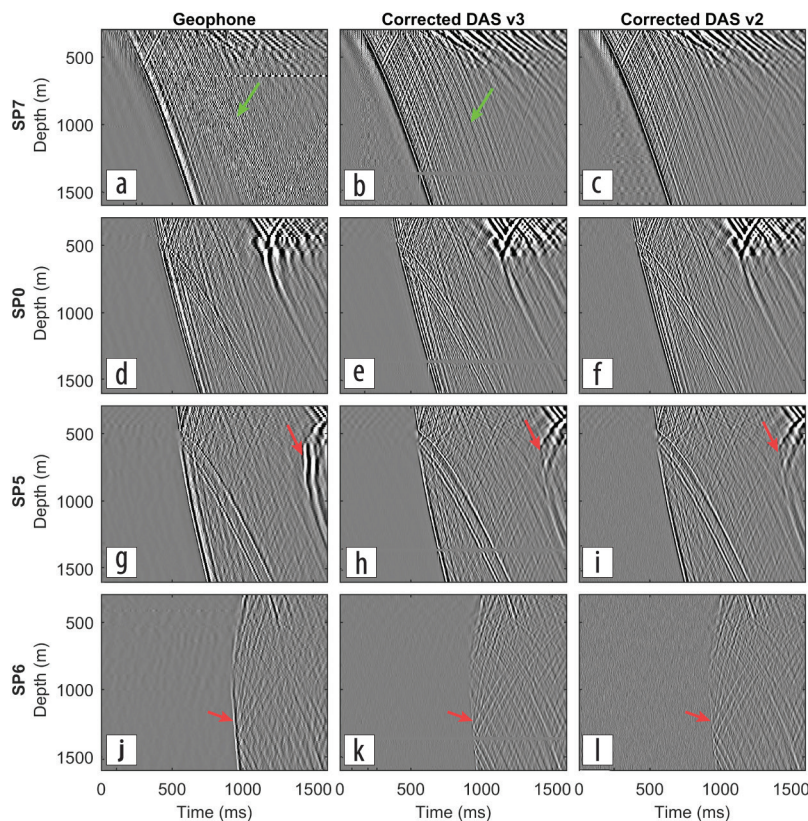 Geophone Corrected DAS v3 Corrected DAS v2
SP7
Depth (m)
500
1000
1500
a b c
SP0
Depth (m)
500
1000
1500
d e f
SP5
Depth (m)
500
1000
1500
g h i
SP6
Depth (m)
500
1000
1500
j k l
0 500 1000 1500 0 500 1000 1500 0 500 1000 1500
Time (ms) Time (ms) Time (ms)